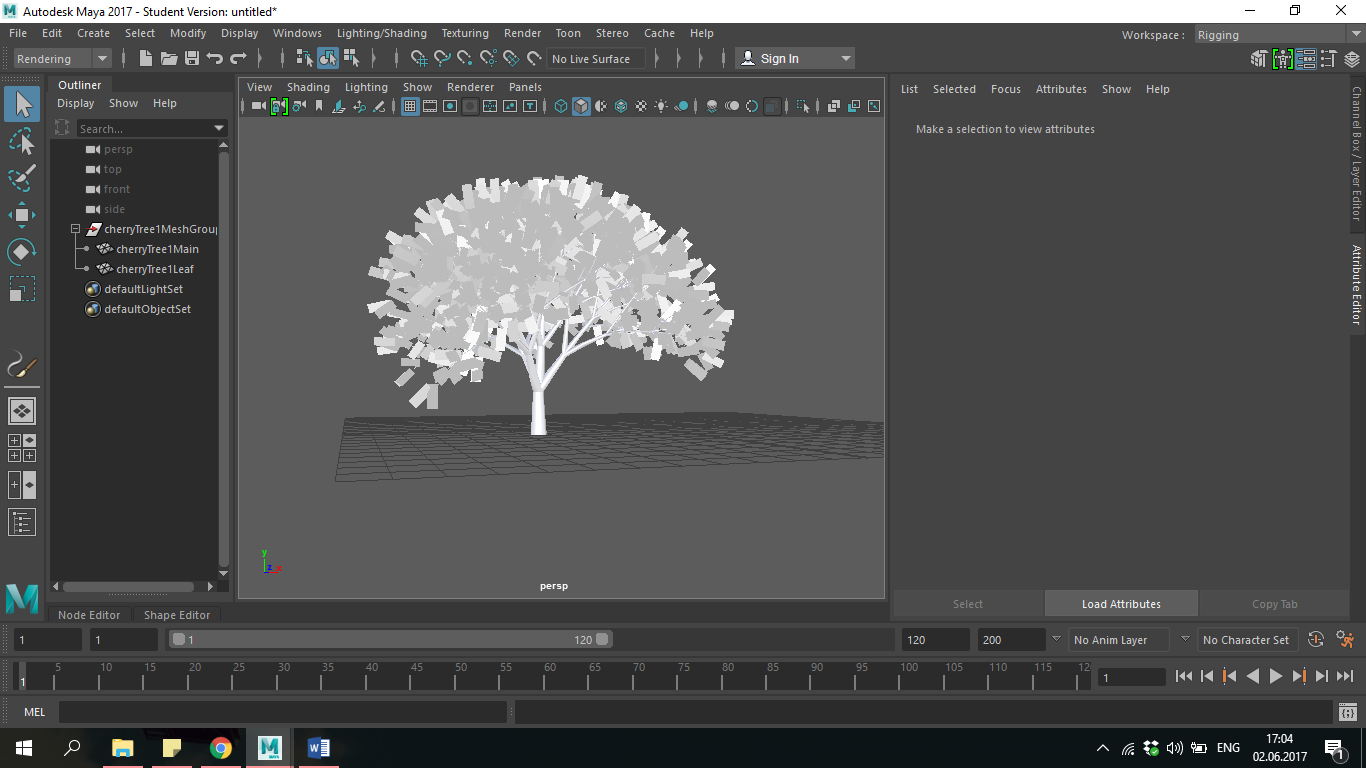 Autodesk Maya 2017 - Student Version: untitled*
File Edit Create Select Modify Display Windows Lighting/Shading Texturing Render Toon Stereo Cache Help
Workspace : Rigging
Rendering No Live Surface Sign In
Outliner
Display Show Help
Search...
persp
top
front
side
cherryTree1MeshGroup
cherryTree1Main
cherryTree1Leaf
defaultLightSet
defaultObjectSet
Node Editor Shape Editor
View Shading Lighting Show Renderer Panels
y
z x
persp
List Selected Focus Attributes Show Help
Make a selection to view attributes
Select Load Attributes Copy Tab
Channel Box / Layer Editor
Attribute Editor
1 1 1 120 120 200 No Anim Layer No Character Set
5 10 15 20 25 30 35 40 45 50 55 60 65 70 75 80 85 90 95 100 105 110 115 12
1 1
MEL
MAYA
ENG
17:04
02.06.2017
1